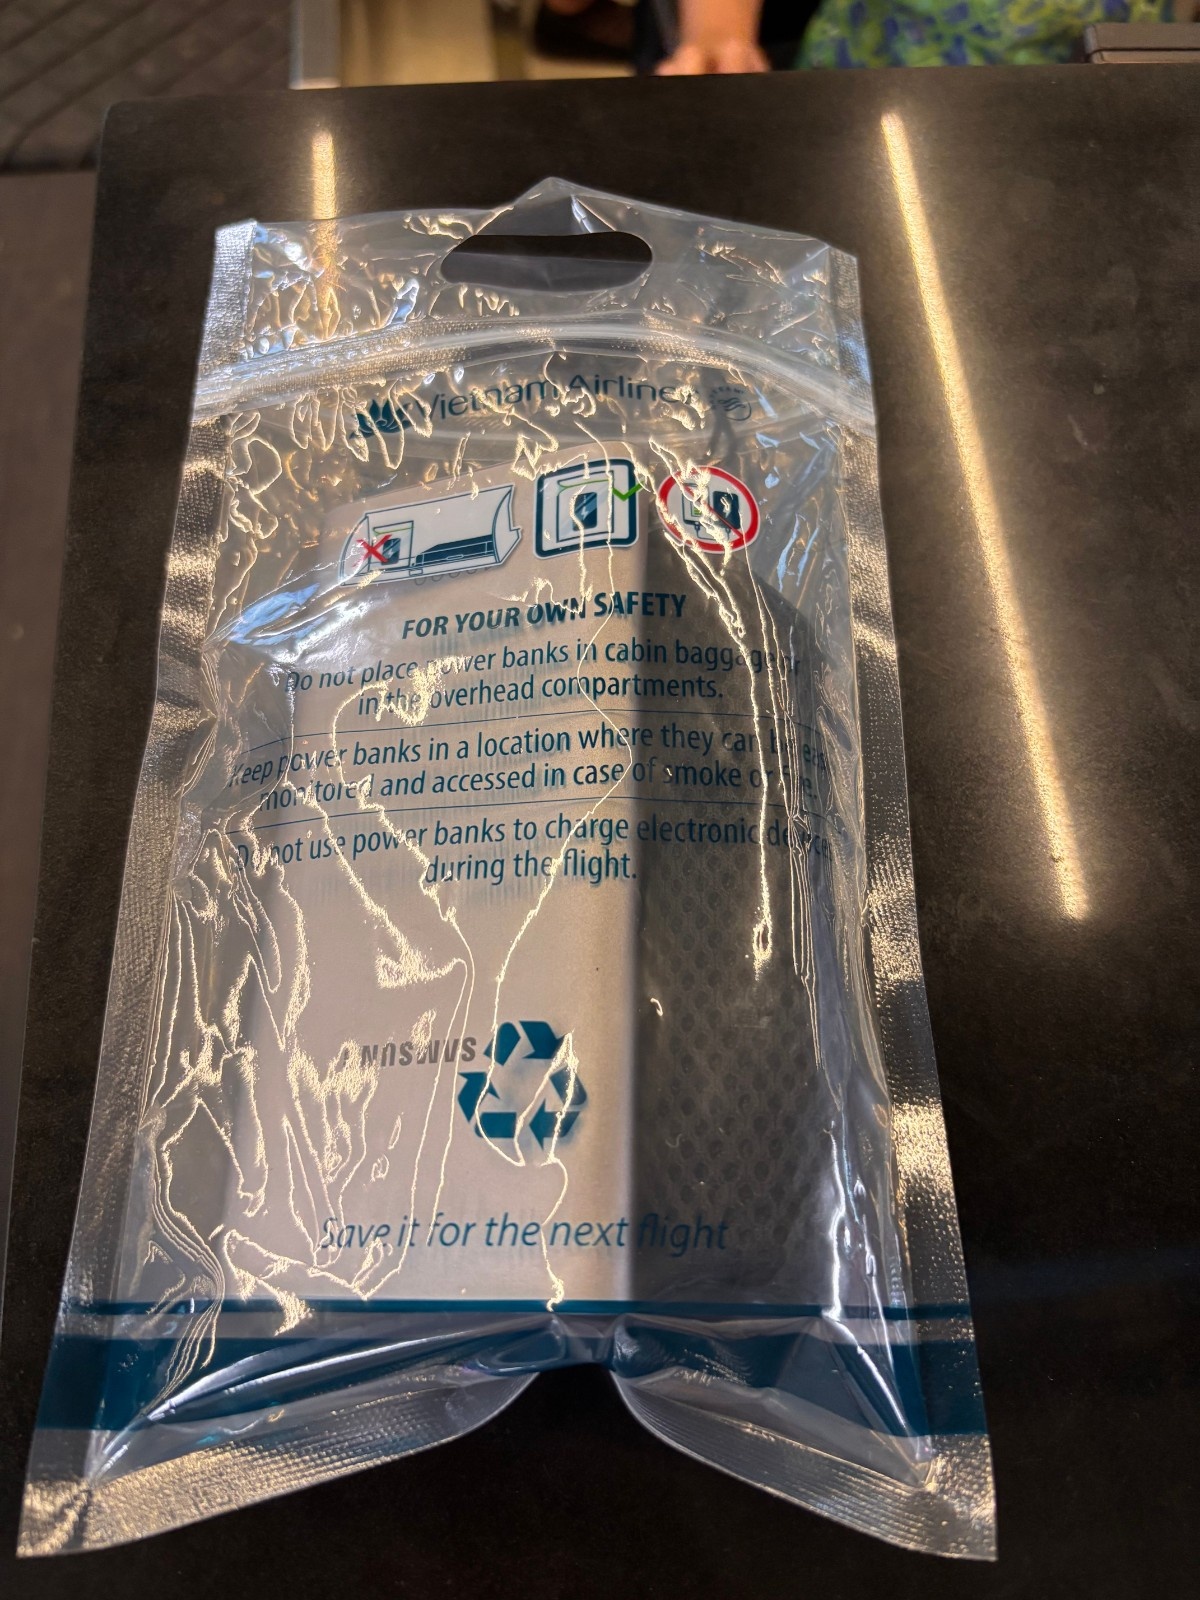 Vietnam Airlines
FOR YOUR OWN SAFETY
Do not place power banks in cabin baggage or
in the overhead compartments.
Keep power banks in a location where they can be
monitored and accessed in case of smoke or
Do not use power banks to charge electronic devices
during the flight.
SAMSUNG
Save it for the next flight